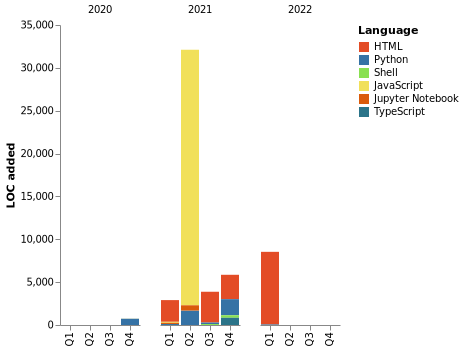 2020 2021 2022
Language
HTML
Python
Shell
JavaScript
Jupyter Notebook
TypeScript
LOC added
35,000
30,000
25,000
20,000
15,000
10,000
5,000
0
Q1 Q2 Q3 Q4 Q1 Q2 Q3 Q4 Q1 Q2 Q3 Q4